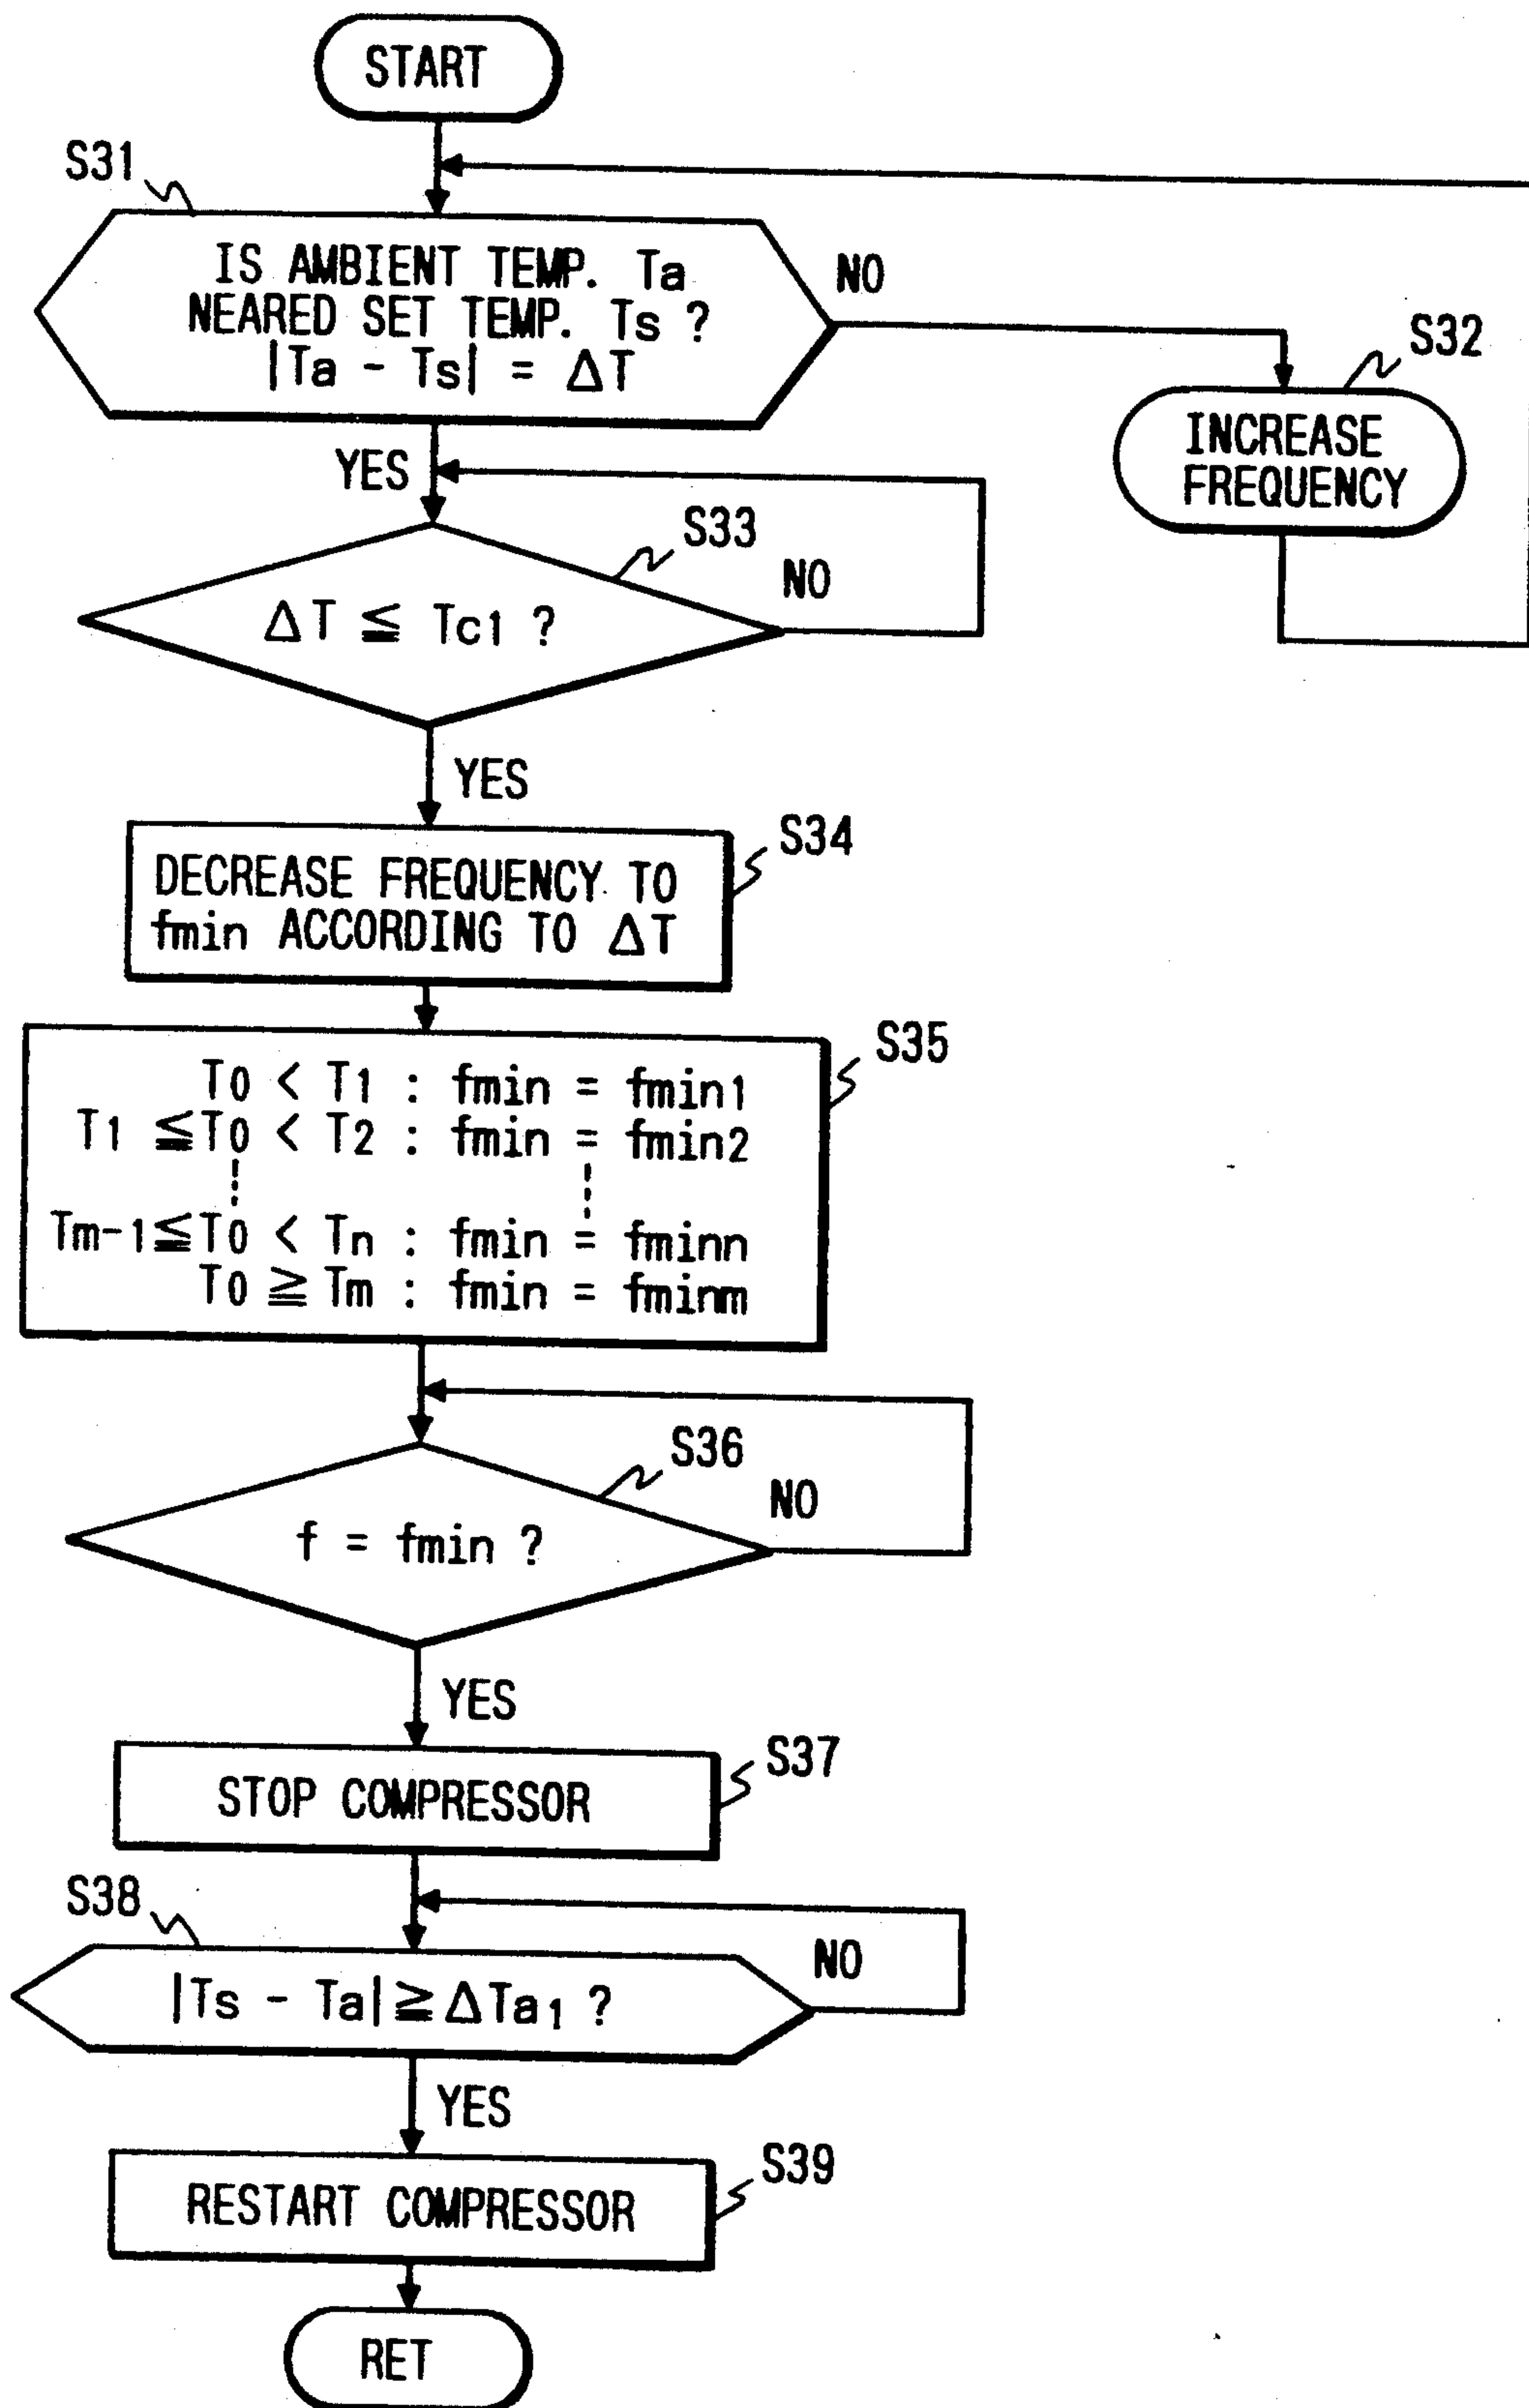 START
S31
IS AMBIENT TEMP. Ta
NEARED SET TEMP. Ts ?
|Ta - Ts| = ΔT
NO
S32
INCREASE
FREQUENCY
YES
S33
ΔT ≦ Tc1 ?
NO
YES
S34
DECREASE FREQUENCY TO
fmin ACCORDING TO ΔT
S35
T0 < T1 : fmin = fmin1
T1 ≦ T0 < T2 : fmin = fmin2
Tm-1 ≦ T0 < Tn : fmin = fminn
T0 ≧ Tm : fmin = fminm
S36
f = fmin ?
NO
YES
S37
STOP COMPRESSOR
S38
|Ts - Ta| ≧ ΔTa1 ?
NO
YES
S39
RESTART COMPRESSOR
RET